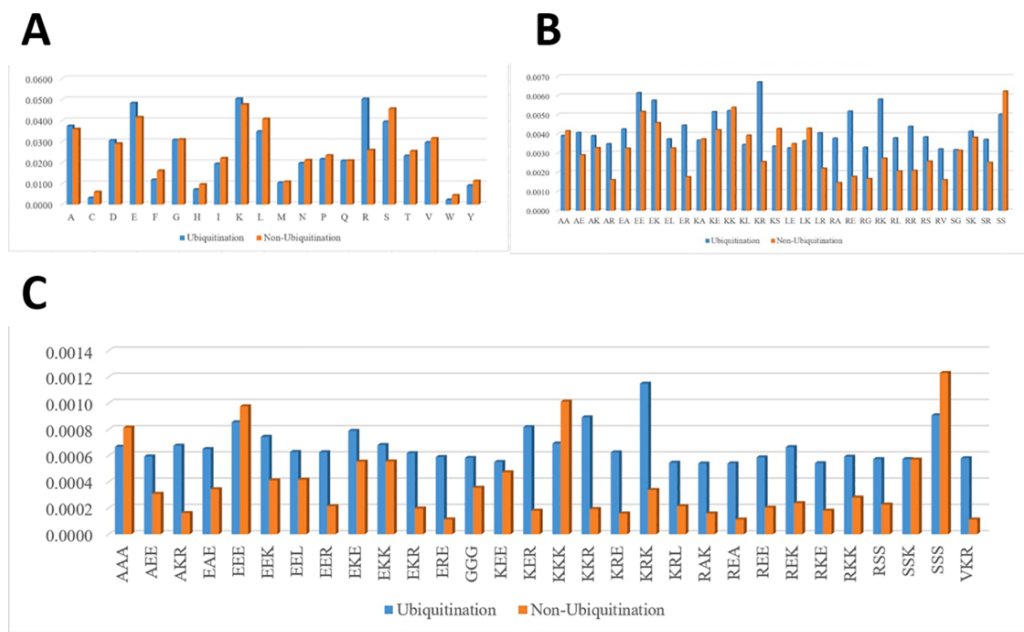 A
0.0600
0.0500
0.0400
0.0300
0.0200
0.0100
0.0000
A C D E F G H I K L M N P Q R S T V W Y
Ubiquitination Non-Ubiquitination
B
0.0070
0.0060
0.0050
0.0040
0.0030
0.0020
0.0010
0.0000
AA AE AK AR EA EE EK EL ER KA KE KK KL KR KS LE LK LR RA RE RG RK RL RR RS RV SG SK SR SS
Ubiquitination Non-Ubiquitination
C
0.0014
0.0012
0.0010
0.0008
0.0006
0.0004
0.0002
0.0000
AAA AEE AKR EAE EEE EEK EEL EER EKE EKK EKR ERE GGG KEE KER KKK KKR KRE KRK KRL RAK REA REE REK RKE RKK RSS SSK SSS VKR
Ubiquitination Non-Ubiquitination